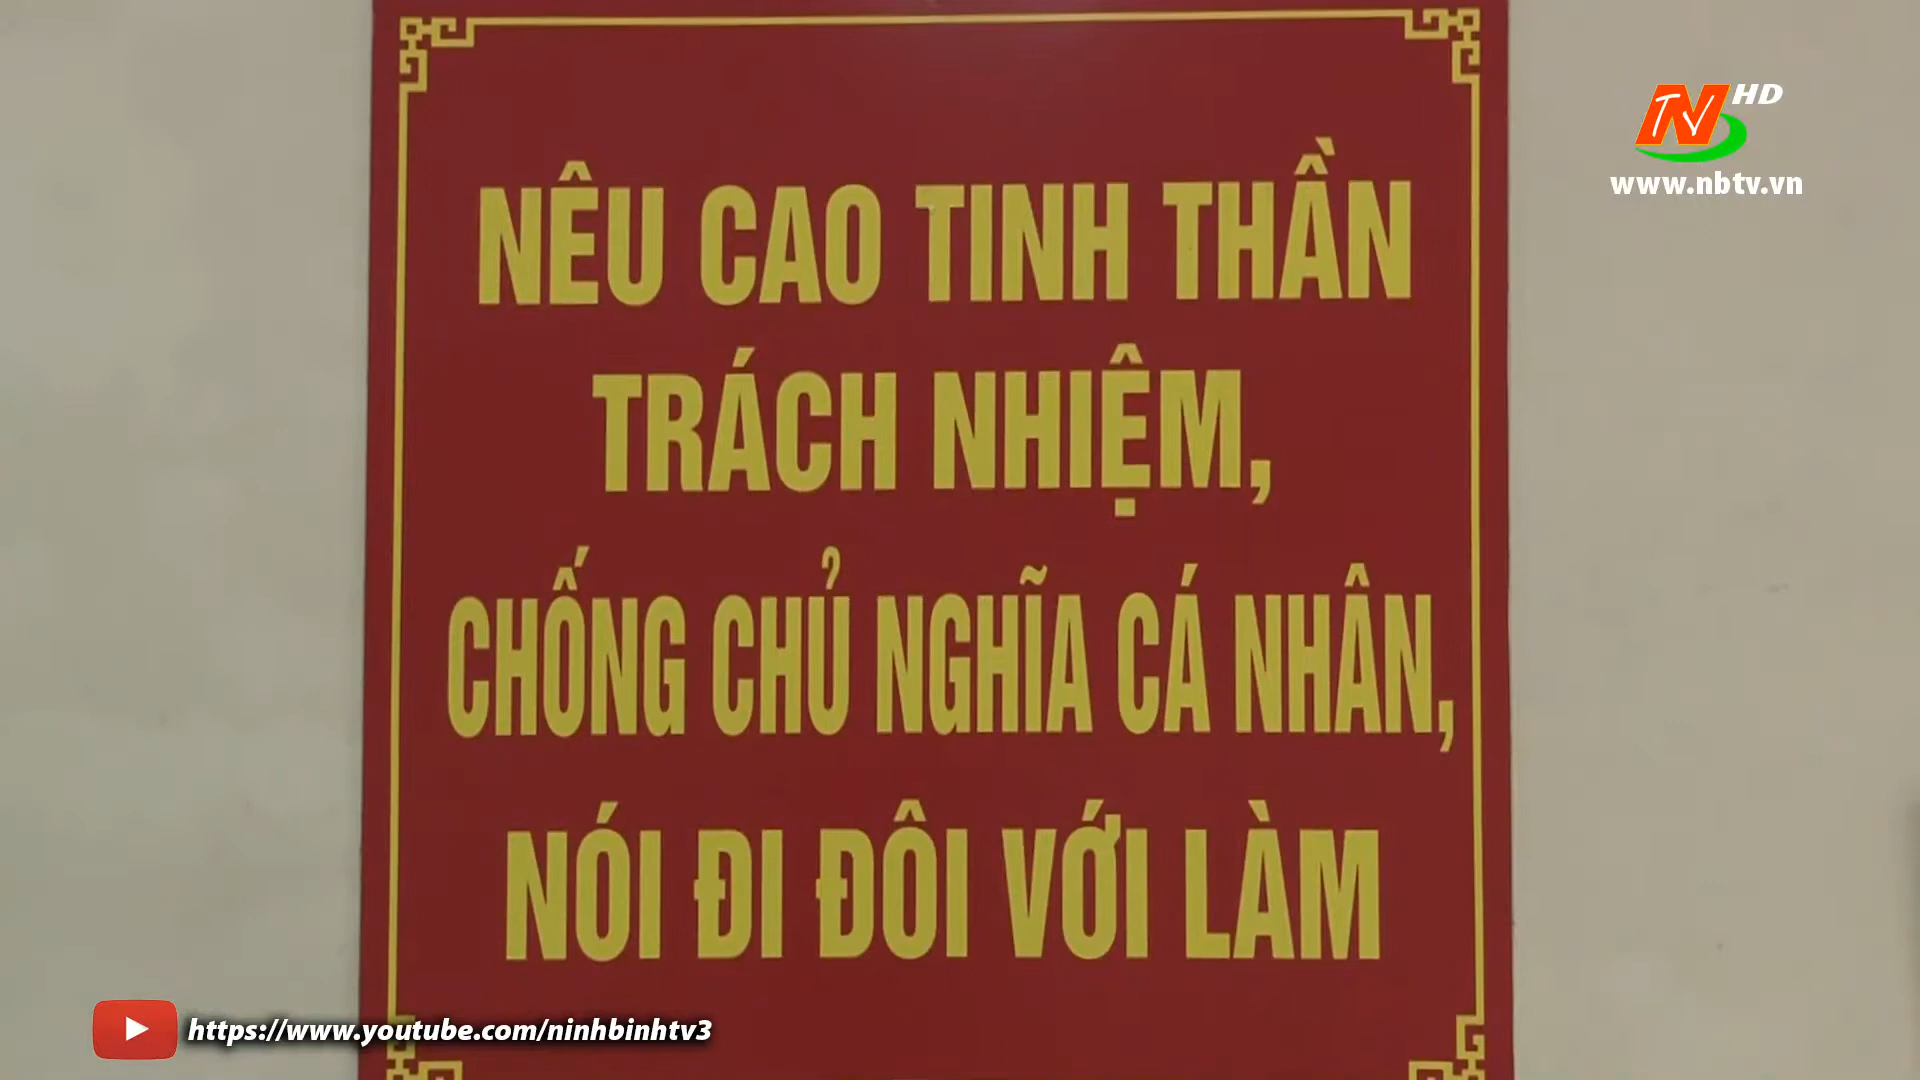 NÊU CAO TINH THẦN
TRÁCH NHIỆM,
CHỐNG CHỦ NGHĨA CÁ NHÂN,
NÓI ĐI ĐÔI VỚI LÀM
NTV HD
www.nbtv.vn
https://www.youtube.com/ninhbinhtv3